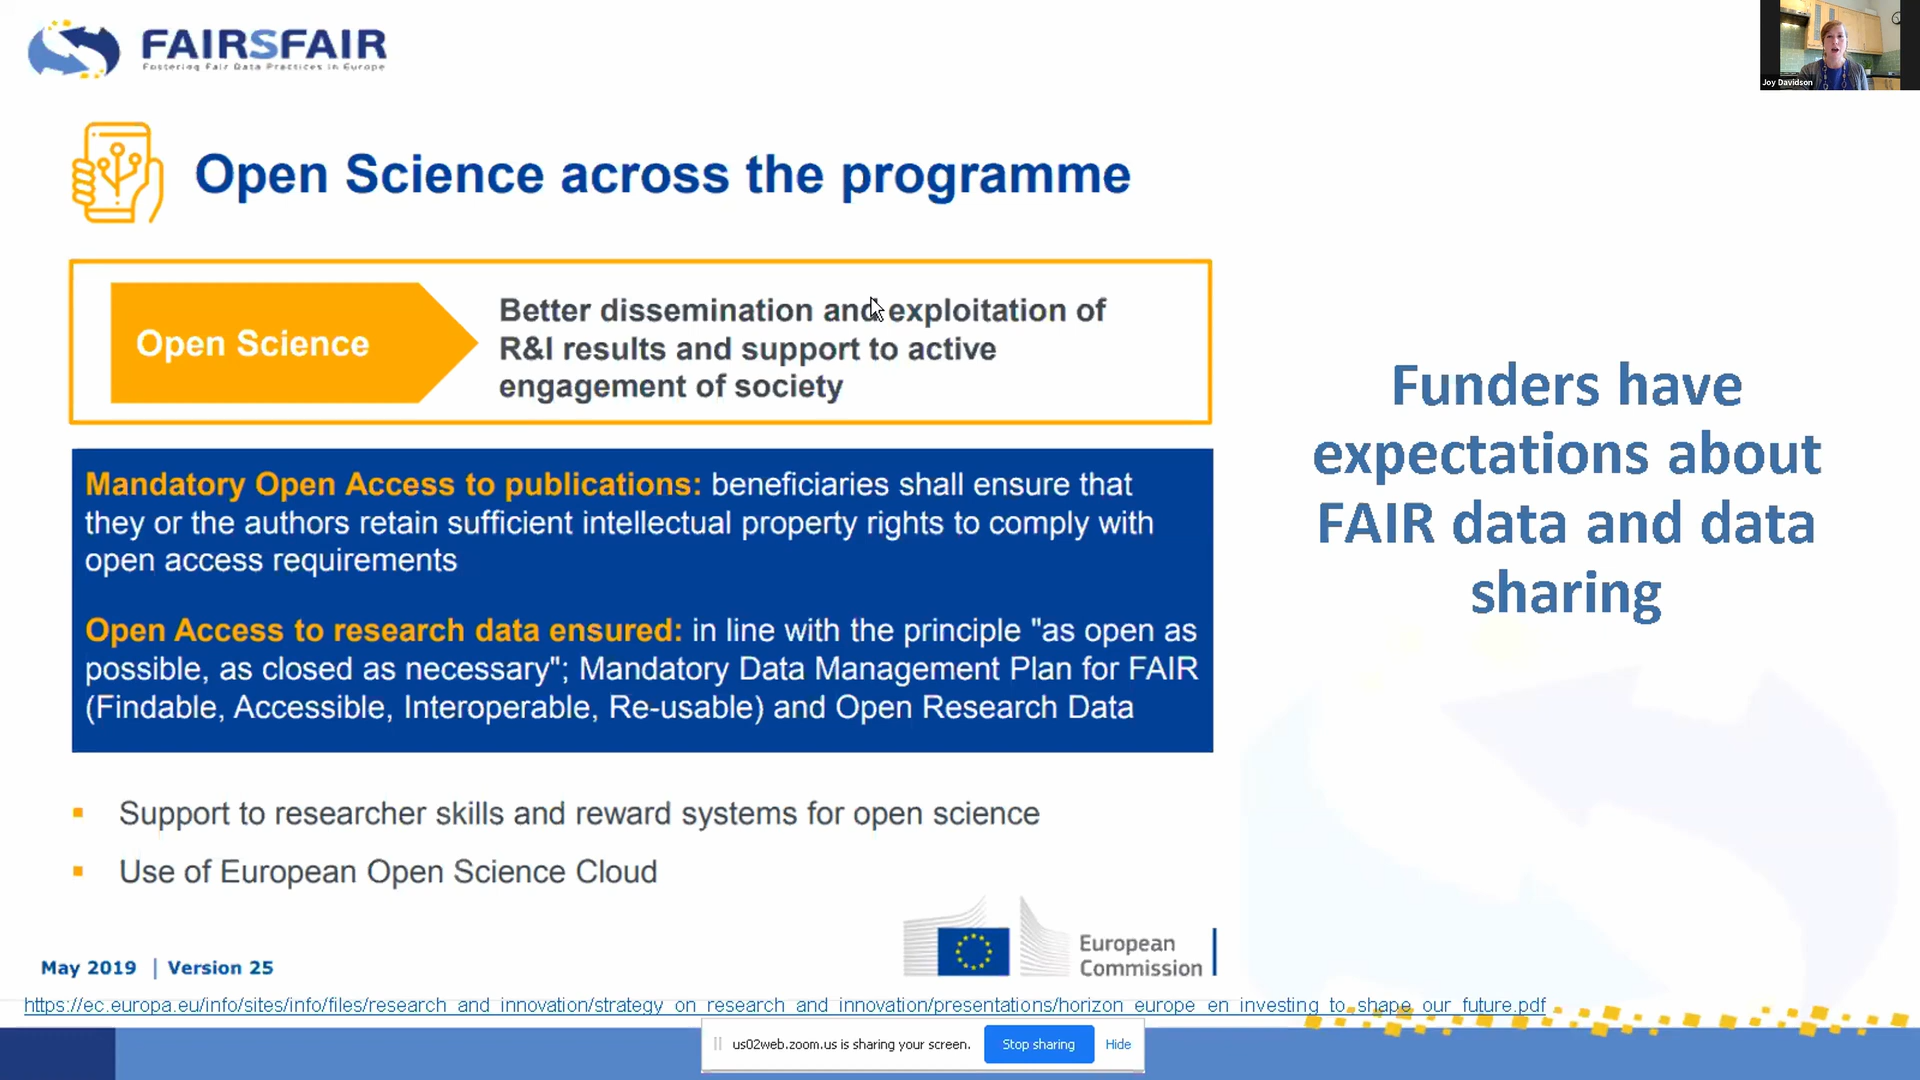 FAIRSFAIR
Fostering Fair Data Practices in Europe
Joy Davidson
Open Science across the programme
Open Science
Better dissemination and exploitation of
R&I results and support to active
engagement of society
Mandatory Open Access to publications: beneficiaries shall ensure that
they or the authors retain sufficient intellectual property rights to comply with
open access requirements
Open Access to research data ensured: in line with the principle "as open as
possible, as closed as necessary"; Mandatory Data Management Plan for FAIR
(Findable, Accessible, Interoperable, Re-usable) and Open Research Data
Support to researcher skills and reward systems for open science
Use of European Open Science Cloud
Funders have
expectations about
FAIR data and data
sharing
European
Commission
May 2019 | Version 25
https://ec.europa.eu/info/sites/info/files/research_and_innovation/strategy_on_research_and_innovation/presentations/horizon_europe_en_investing_to_shape_our_future.pdf
us02web.zoom.us is sharing your screen.
Stop sharing
Hide